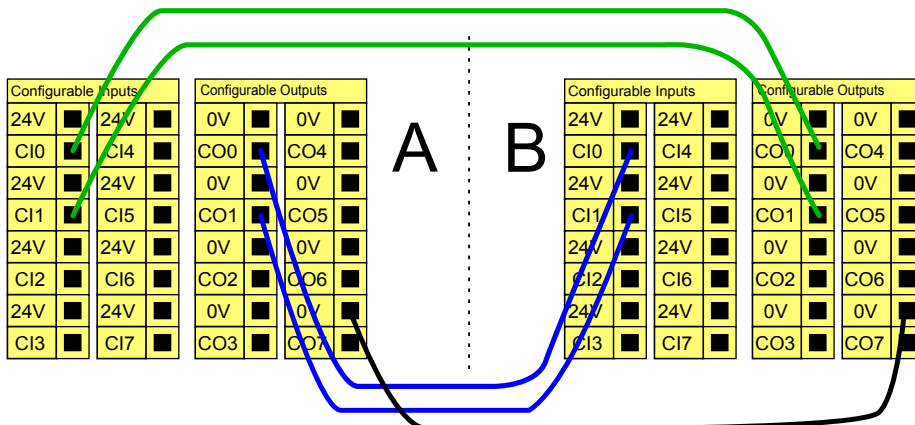 Configurable Inputs Configurable Outputs Configurable Inputs Configurable Outputs
24V 24V 0V 0V A B 24V 24V 0V 0V
CI0 CI4 CO0 CO4 CI0 CI4 CO0 CO4
24V 24V 0V 0V 24V 24V 0V 0V
CI1 CI5 CO1 CO5 CI1 CI5 CO1 CO5
24V 24V 0V 0V 24V 24V 0V 0V
CI2 CI6 CO2 CO6 CI2 CI6 CO2 CO6
24V 24V 0V 0V 24V 24V 0V 0V
CI3 CI7 CO3 CO7 CI3 CI7 CO3 CO7